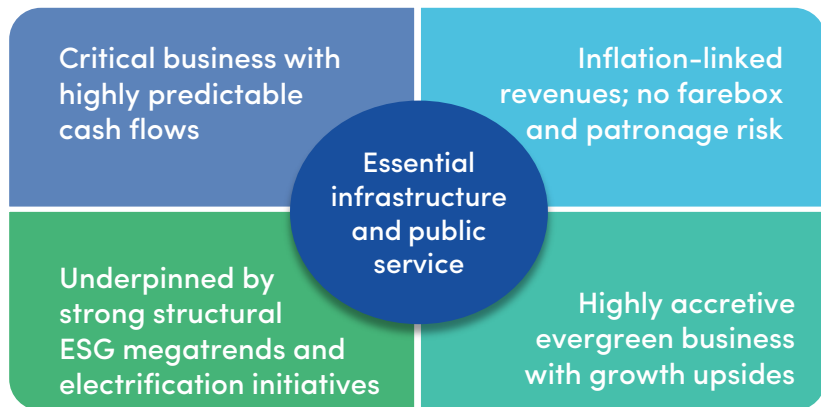 Critical business with
highly predictable
cash flows
Inflation-linked
revenues; no farebox
and patronage risk
Essential
infrastructure
and public
service
Underpinned by
strong structural
ESG megatrends and
electrification initiatives
Highly accretive
evergreen business
with growth upsides